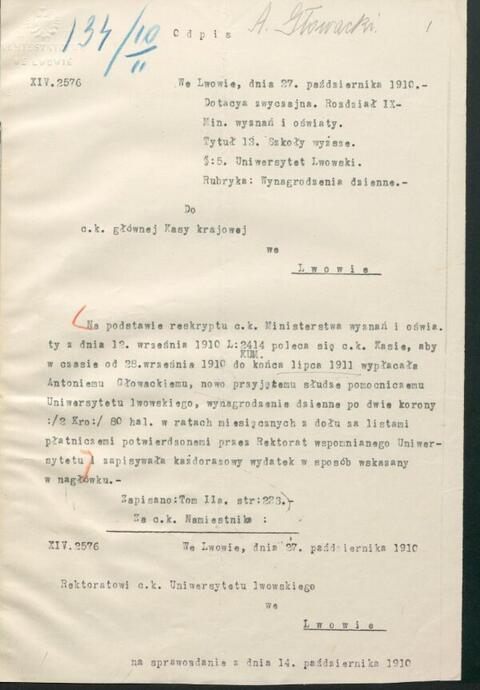 134/10/II
Odpis
A. Głowacki.
1
NAMIESTNI
WE LWOWIE
XIV.2576
We Lwowie, dnia 27. października 1910.-
Dotacya zwyczajna. Rozdział IX-
Min. wyznań i oświaty.
Tytuł 13. Szkoły wyższe.
§:5. Uniwersytet Lwowski.
Rubryka: Wynagrodzenia dzienne.-
Do
c.k. głównej Kasy krajowej
we
Lwowie
Na podstawie reskryptu c.k. Ministerstwa wyznań i oświa-
ty z dnia 12. września 1910 L:2414 poleca się c.k. Kasie, aby
KUM.
w czasie od 28.września 1910 do końca lipca 1911 wypłacała
Antoniemu Głowackiemu, nowo przyjętemu słudze pomocniczemu
Uniwersytetu lwowskiego, wynagrodzenie dzienne po dwie korony
:/2 Kro:/ 80 hal. w ratach miesięcznych z dołu za listami
płatniczemi potwierdzonemi przez Rektorat wspomnianego Uniwer-
sytetu i zapisywała każdorazowy wydatek w sposób wskazany
w nagłówku.-
Zapisano:Tom IIa. str:223.-
Za c.k. Namiestnika :
XIV.2576
We Lwowie, dnia 27. października 1910
Rektoratowi c.k. Uniwersytetu lwowskiego
we
Lwowie
na sprawozdanie z dnia 14. października 1910